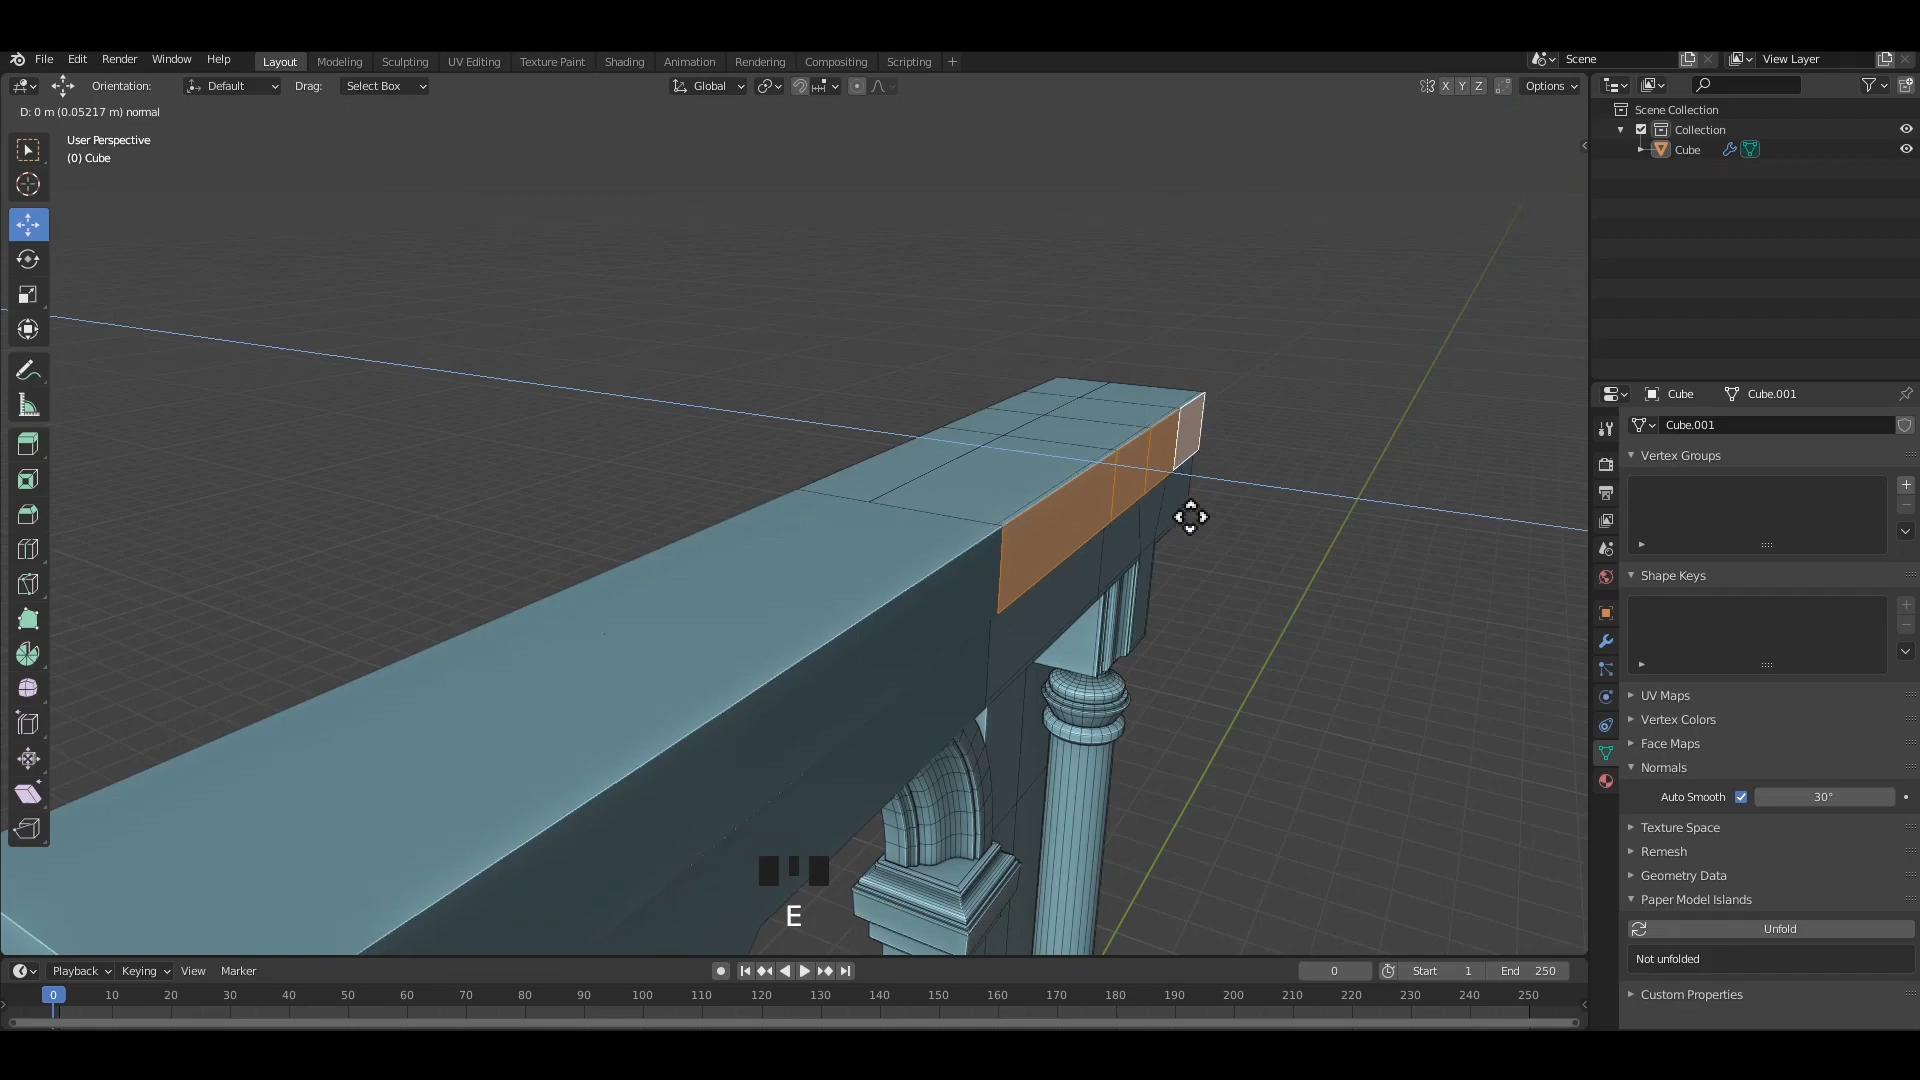 File Edit Render Window Help Layout Modeling Sculpting UV Editing Texture Paint Shading Animation Rendering Compositing Scripting + Scene View Layer
Orientation: Default Drag: Select Box Global X Y Z Options
D: 0 m (0.05217 m) normal
User Perspective
(0) Cube
Scene Collection
Collection
Cube
Cube Cube.001
Cube.001
Vertex Groups
Shape Keys
UV Maps
Vertex Colors
Face Maps
Normals
Auto Smooth 30°
Texture Space
Remesh
Geometry Data
Paper Model Islands
Unfold
Not unfolded
Custom Properties
E
Playback Keying View Marker 0 Start 1 End 250
0 10 20 30 40 50 60 70 80 90 100 110 120 130 140 150 160 170 180 190 200 210 220 230 240 250